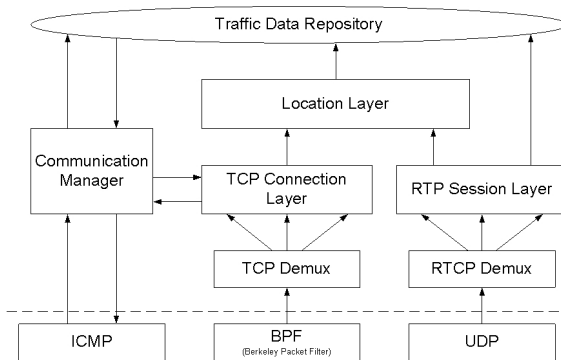 Traffic Data Repository
Location Layer
Communication
Manager
TCP Connection
Layer
RTP Session Layer
TCP Demux
RTCP Demux
ICMP
BPF
(Berkeley Packet Filter)
UDP